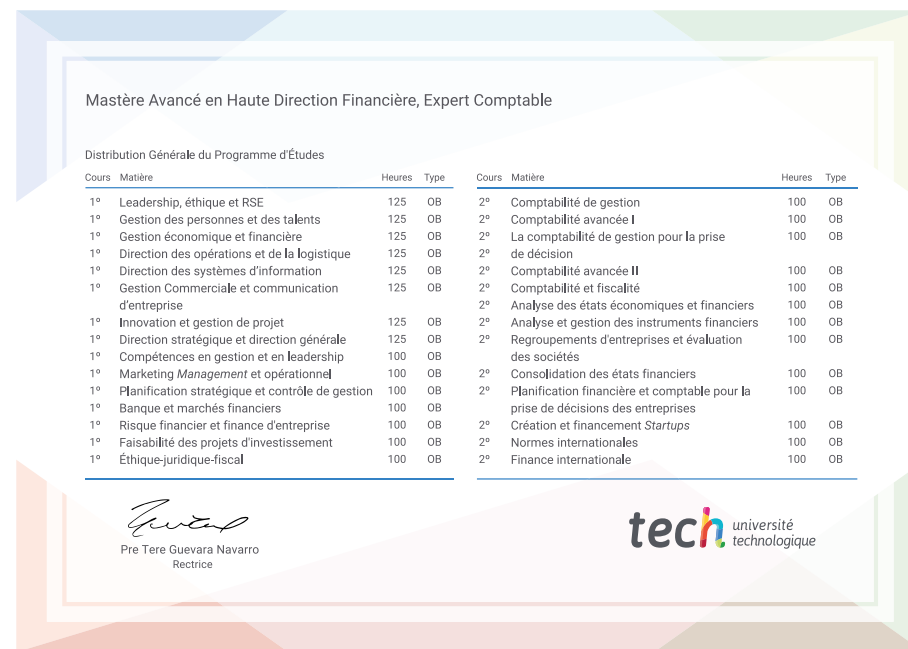 Mastère Avancé en Haute Direction Financière, Expert Comptable
Distribution Générale du Programme d'Études
Cours Matière Heures Type
1º Leadership, éthique et RSE 125 OB
1º Gestion des personnes et des talents 125 OB
1º Gestion économique et financière 125 OB
1º Direction des opérations et de la logistique 125 OB
1º Direction des systèmes d'information 125 OB
1º Gestion Commerciale et communication 125 OB
d'entreprise
1º Innovation et gestion de projet 125 OB
1º Direction stratégique et direction générale 125 OB
1º Compétences en gestion et en leadership 100 OB
1º Marketing Management et opérationnel 100 OB
1º Planification stratégique et contrôle de gestion 100 OB
1º Banque et marchés financiers 100 OB
1º Risque financier et finance d'entreprise 100 OB
1º Faisabilité des projets d'investissement 100 OB
1º Éthique-juridique-fiscal 100 OB
Cours Matière Heures Type
2º Comptabilité de gestion 100 OB
2º Comptabilité avancée I 100 OB
2º La comptabilité de gestion pour la prise 100 OB
2º de décision
2º Comptabilité avancée II 100 OB
2º Comptabilité et fiscalité 100 OB
2º Analyse des états économiques et financiers 100 OB
2º Analyse et gestion des instruments financiers 100 OB
2º Regroupements d'entreprises et évaluation 100 OB
des sociétés
2º Consolidation des états financiers 100 OB
2º Planification financière et comptable pour la 100 OB
prise de décisions des entreprises
2º Création et financement Startups 100 OB
2º Normes internationales 100 OB
2º Finance internationale 100 OB
Pre Tere Guevara Navarro
Rectrice
tech université
technologique